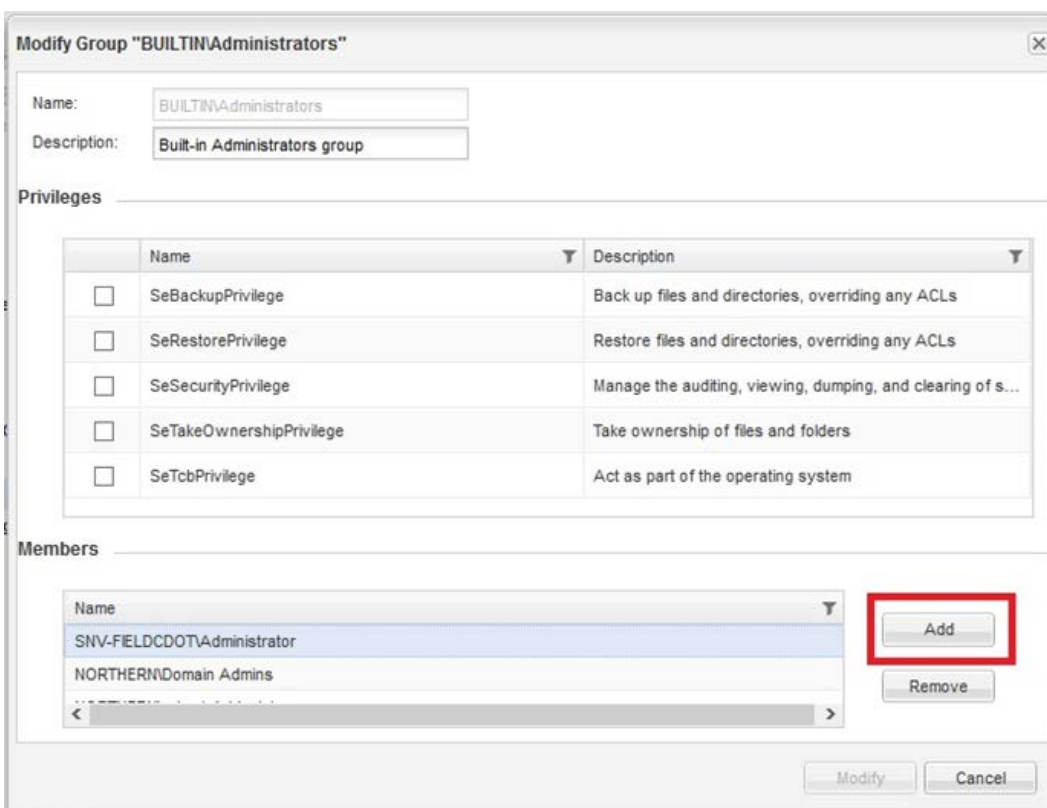 Modify Group "BUILTIN\Administrators"
Name: BUILTIN\Administrators
Description: Built-in Administrators group
Privileges
Name Description
SeBackupPrivilege Back up files and directories, overriding any ACLs
SeRestorePrivilege Restore files and directories, overriding any ACLs
SeSecurityPrivilege Manage the auditing, viewing, dumping, and clearing of s...
SeTakeOwnershipPrivilege Take ownership of files and folders
SeTcbPrivilege Act as part of the operating system
Members
Name
Add
SNV-FIELDCDOT\Administrator
NORTHERN\Domain Admins
Remove
Modify Cancel